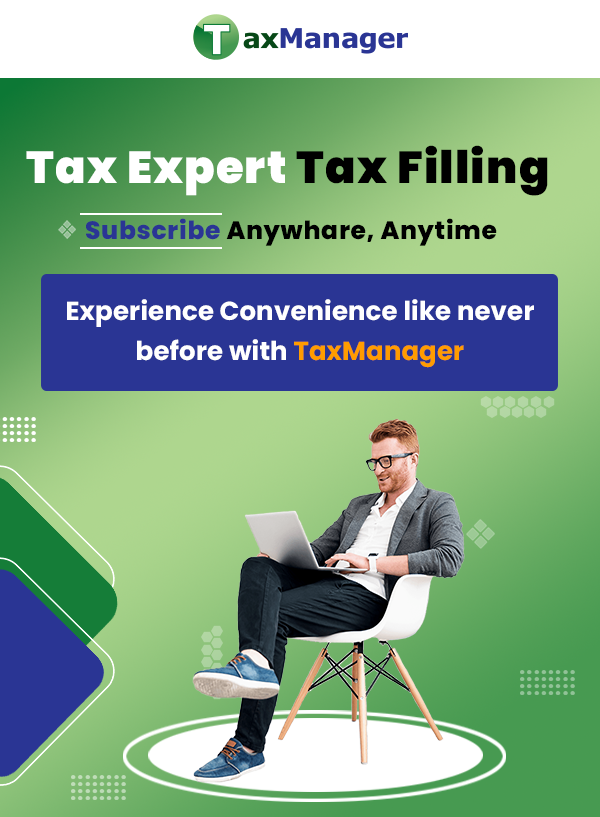 TaxManager
Tax Expert Tax Filling
Subscribe Anywhare, Anytime
Experience Convenience like never
before with TaxManager